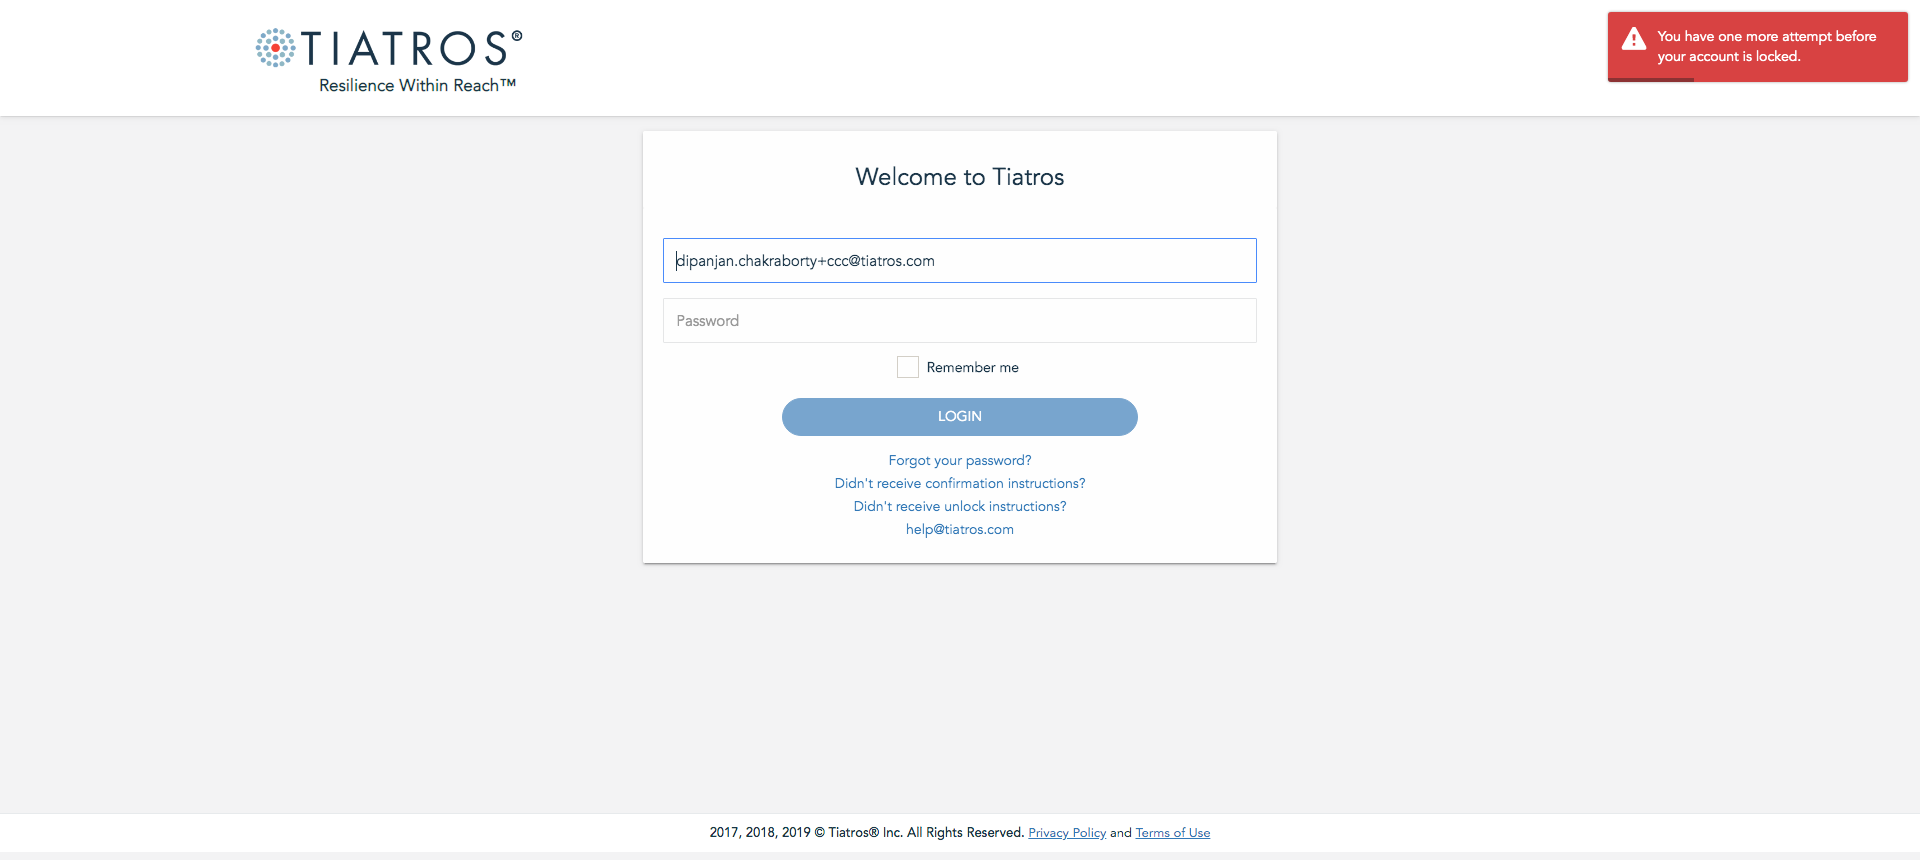 TIATROS®
Resilience Within Reach™
You have one more attempt before
your account is locked.
Welcome to Tiatros
dipanjan.chakraborty+ccc@tiatros.com
Password
Remember me
LOGIN
Forgot your password?
Didn't receive confirmation instructions?
Didn't receive unlock instructions?
help@tiatros.com
2017, 2018, 2019 © Tiatros® Inc. All Rights Reserved. Privacy Policy and Terms of Use